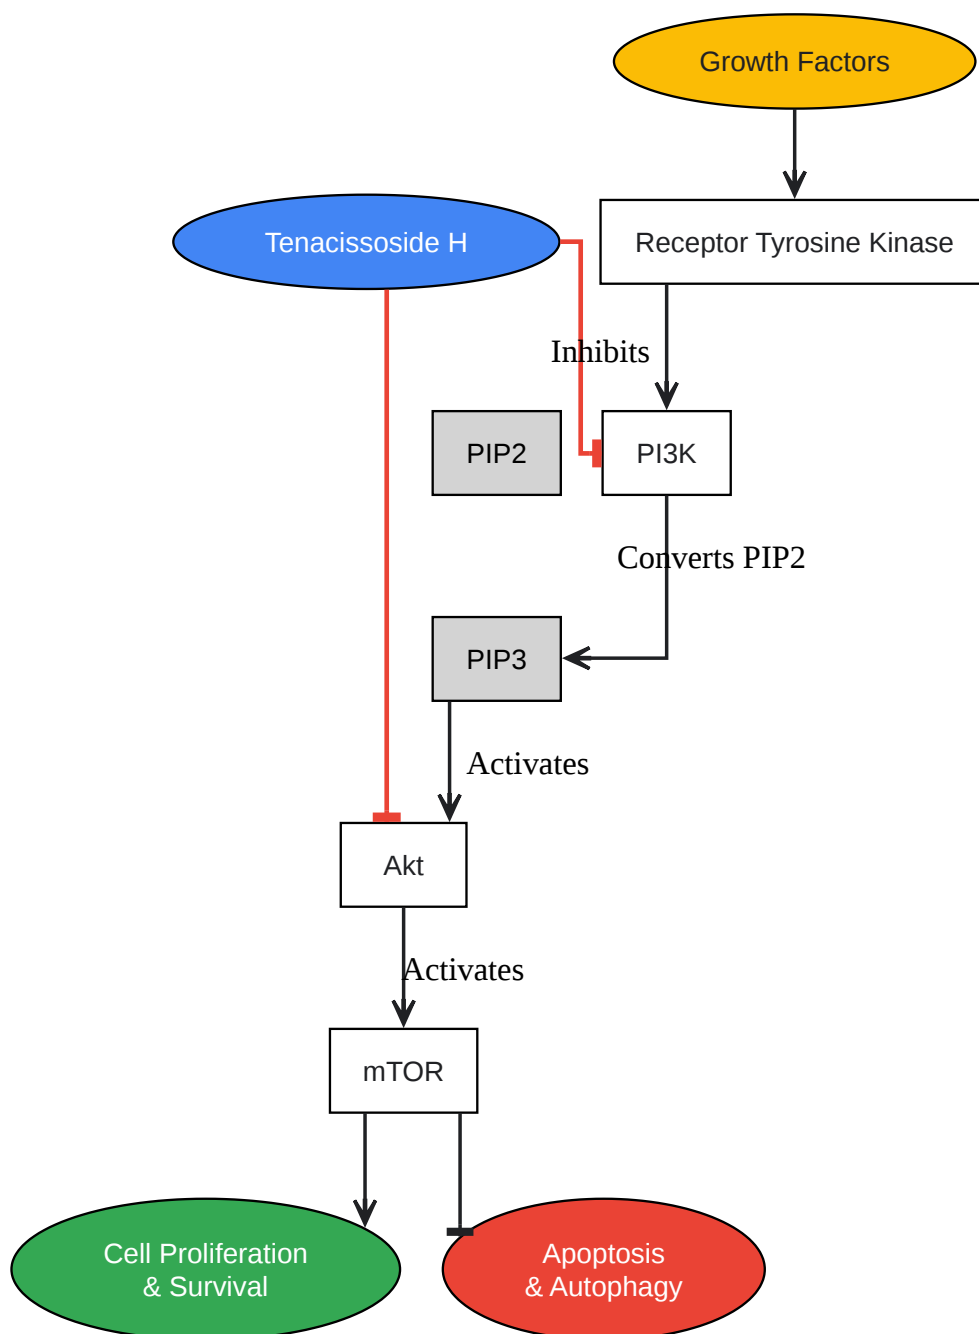 Growth Factors
Tenacissoside H
Receptor Tyrosine Kinase
Inhibits
PIP2
PI3K
Converts PIP2
PIP3
Activates
Akt
Activates
mTOR
Cell Proliferation
& Survival
Apoptosis
& Autophagy